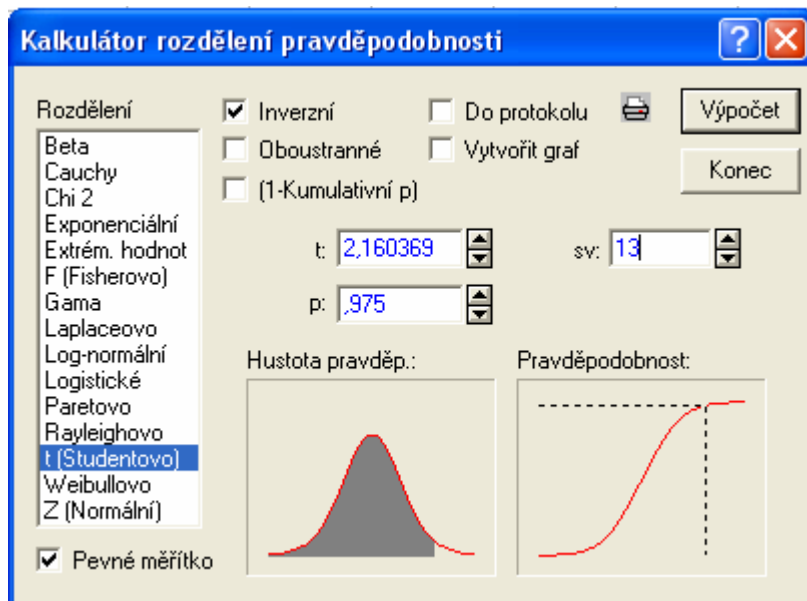 Kalkulátor rozdělení pravděpodobnosti
Rozdělení
Beta
Cauchy
Chi 2
Exponenciální
Extrém. hodnot
F (Fisherovo)
Gama
Laplaceovo
Log-normální
Logistické
Paretovo
Rayleighovo
t (Studentovo)
Weibullovo
Z (Normální)
Pevné měřítko
Inverzní
Do protokolu
Oboustranné
Vytvořit graf
(1-Kumulativní p)
Výpočet
Konec
t: 2,160369
sv: 13
p: ,975
Hustota pravděp.:
Pravděpodobnost: